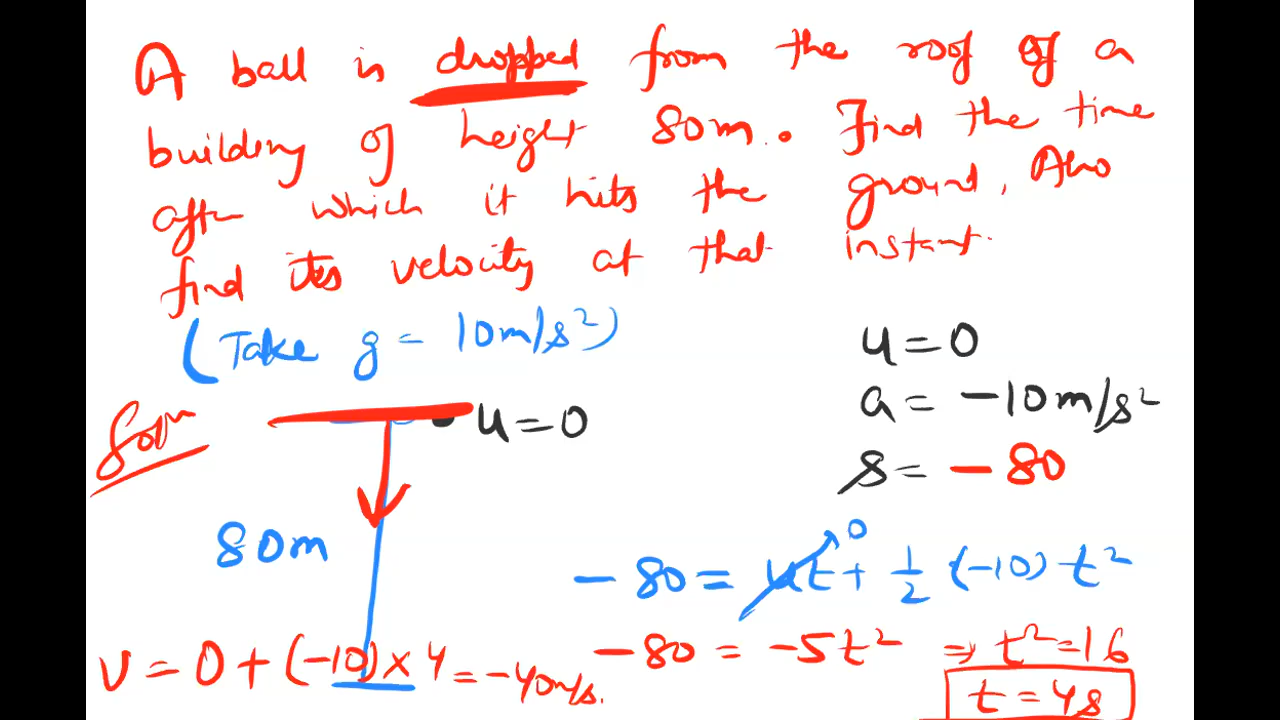 A ball is dropped from the roof of a
building of height 80m. Find the time
after which it hits the ground, Also
find its velocity at that instant.
(Take g = 10m/s²)
u = 0
a = -10m/s²
s = - 80
Soln
u = 0
80m
- 80 = ut + 1/2 (-10) t²
0
- 80 = -5t² ⇒ t² = 16
t = 4s
v = 0 + (-10) × 4 = -40m/s.